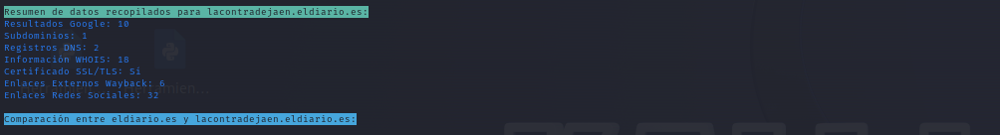 Resumen de datos recopilados para lacontradejaen.eldiario.es:
Resultados Google: 10
Subdominios: 1
Registros DNS: 2
Información WHOIS: 18
Certificado SSL/TLS: Sí
Enlaces Externos Wayback: 6
Enlaces Redes Sociales: 32
Comparación entre eldiario.es y lacontradejaen.eldiario.es: